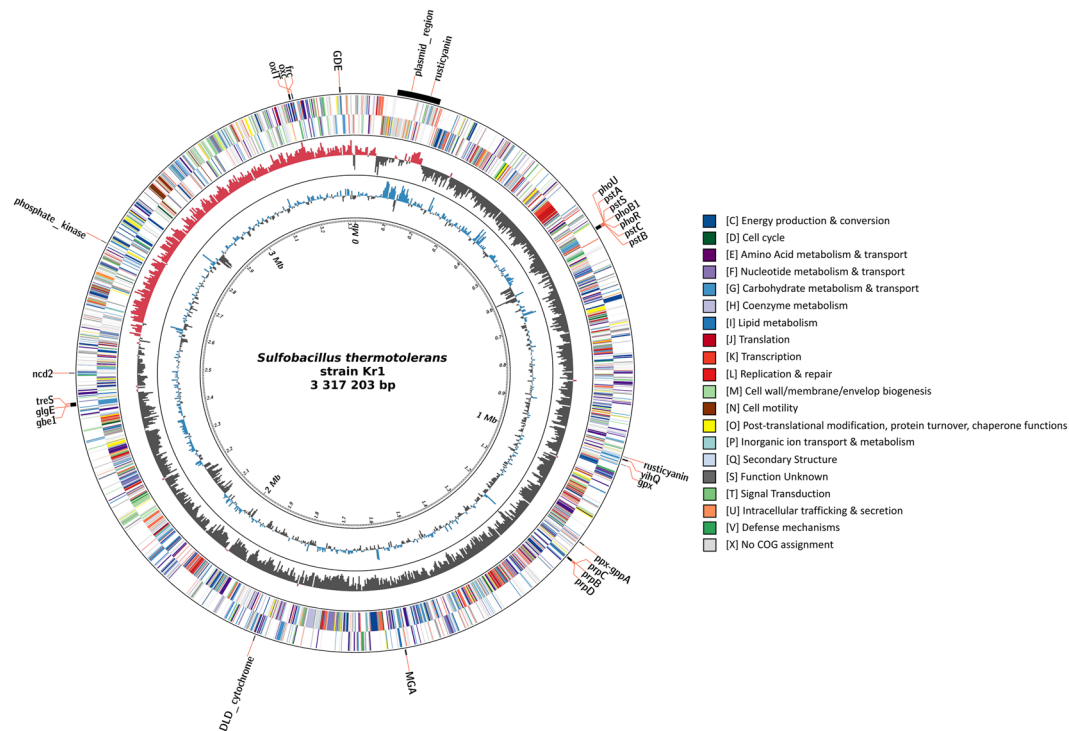 plasmid_region
rusticyanin
GDE
frc
oxc
oxlT
phoU
pstA
pstS
phoB1
phoR
pstC
pstB
phosphate_kinase
ncd2
treS
glgE
gbe1
rusticyanin
yihQ
gpx
ppx-gppA
prpC
prpB
prpD
MGA
DLD_cytochrome
0 Mb
1 Mb
2 Mb
3 Mb
Sulfobacillus thermotolerans
strain Kr1
3 317 203 bp
[C] Energy production & conversion
[D] Cell cycle
[E] Amino Acid metabolism & transport
[F] Nucleotide metabolism & transport
[G] Carbohydrate metabolism & transport
[H] Coenzyme metabolism
[I] Lipid metabolism
[J] Translation
[K] Transcription
[L] Replication & repair
[M] Cell wall/membrane/envelop biogenesis
[N] Cell motility
[O] Post-translational modification, protein turnover, chaperone functions
[P] Inorganic ion transport & metabolism
[Q] Secondary Structure
[S] Function Unknown
[T] Signal Transduction
[U] Intracellular trafficking & secretion
[V] Defense mechanisms
[X] No COG assignment